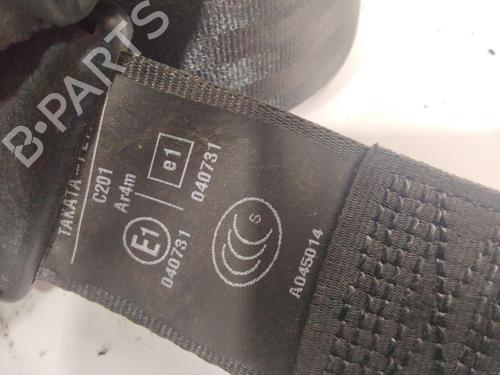 B-PARTS
TAKATA
C201
Ar4m
E1
e1
040731
040731
S
A045014